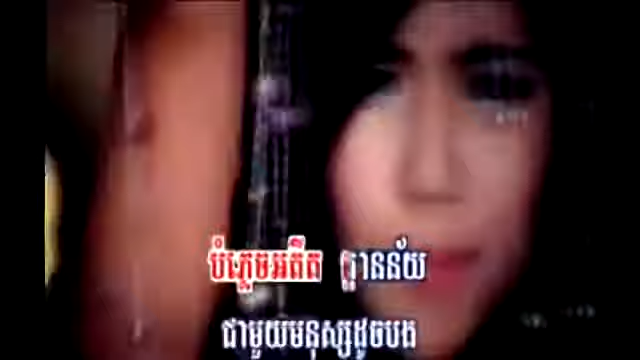 បំភ្លេចអតីត គ្មានន័យ
ជាមួយមនុស្សដូចបង